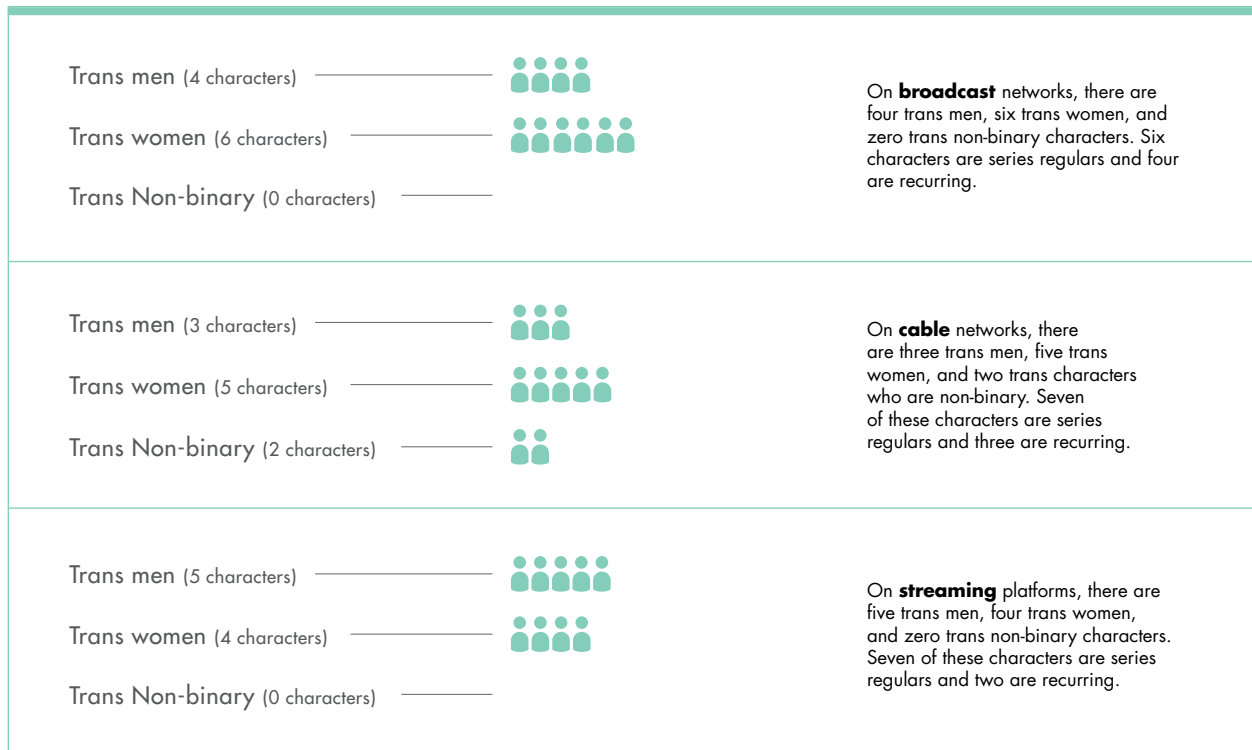 Trans men (4 characters)
Trans women (6 characters)
Trans Non-binary (0 characters)
On broadcast networks, there are
four trans men, six trans women, and
zero trans non-binary characters. Six
characters are series regulars and four
are recurring.
Trans men (3 characters)
Trans women (5 characters)
Trans Non-binary (2 characters)
On cable networks, there
are three trans men, five trans
women, and two trans characters
who are non-binary. Seven
of these characters are series
regulars and three are recurring.
Trans men (5 characters)
Trans women (4 characters)
Trans Non-binary (0 characters)
On streaming platforms, there are
five trans men, four trans women,
and zero trans non-binary characters.
Seven of these characters are series
regulars and two are recurring.